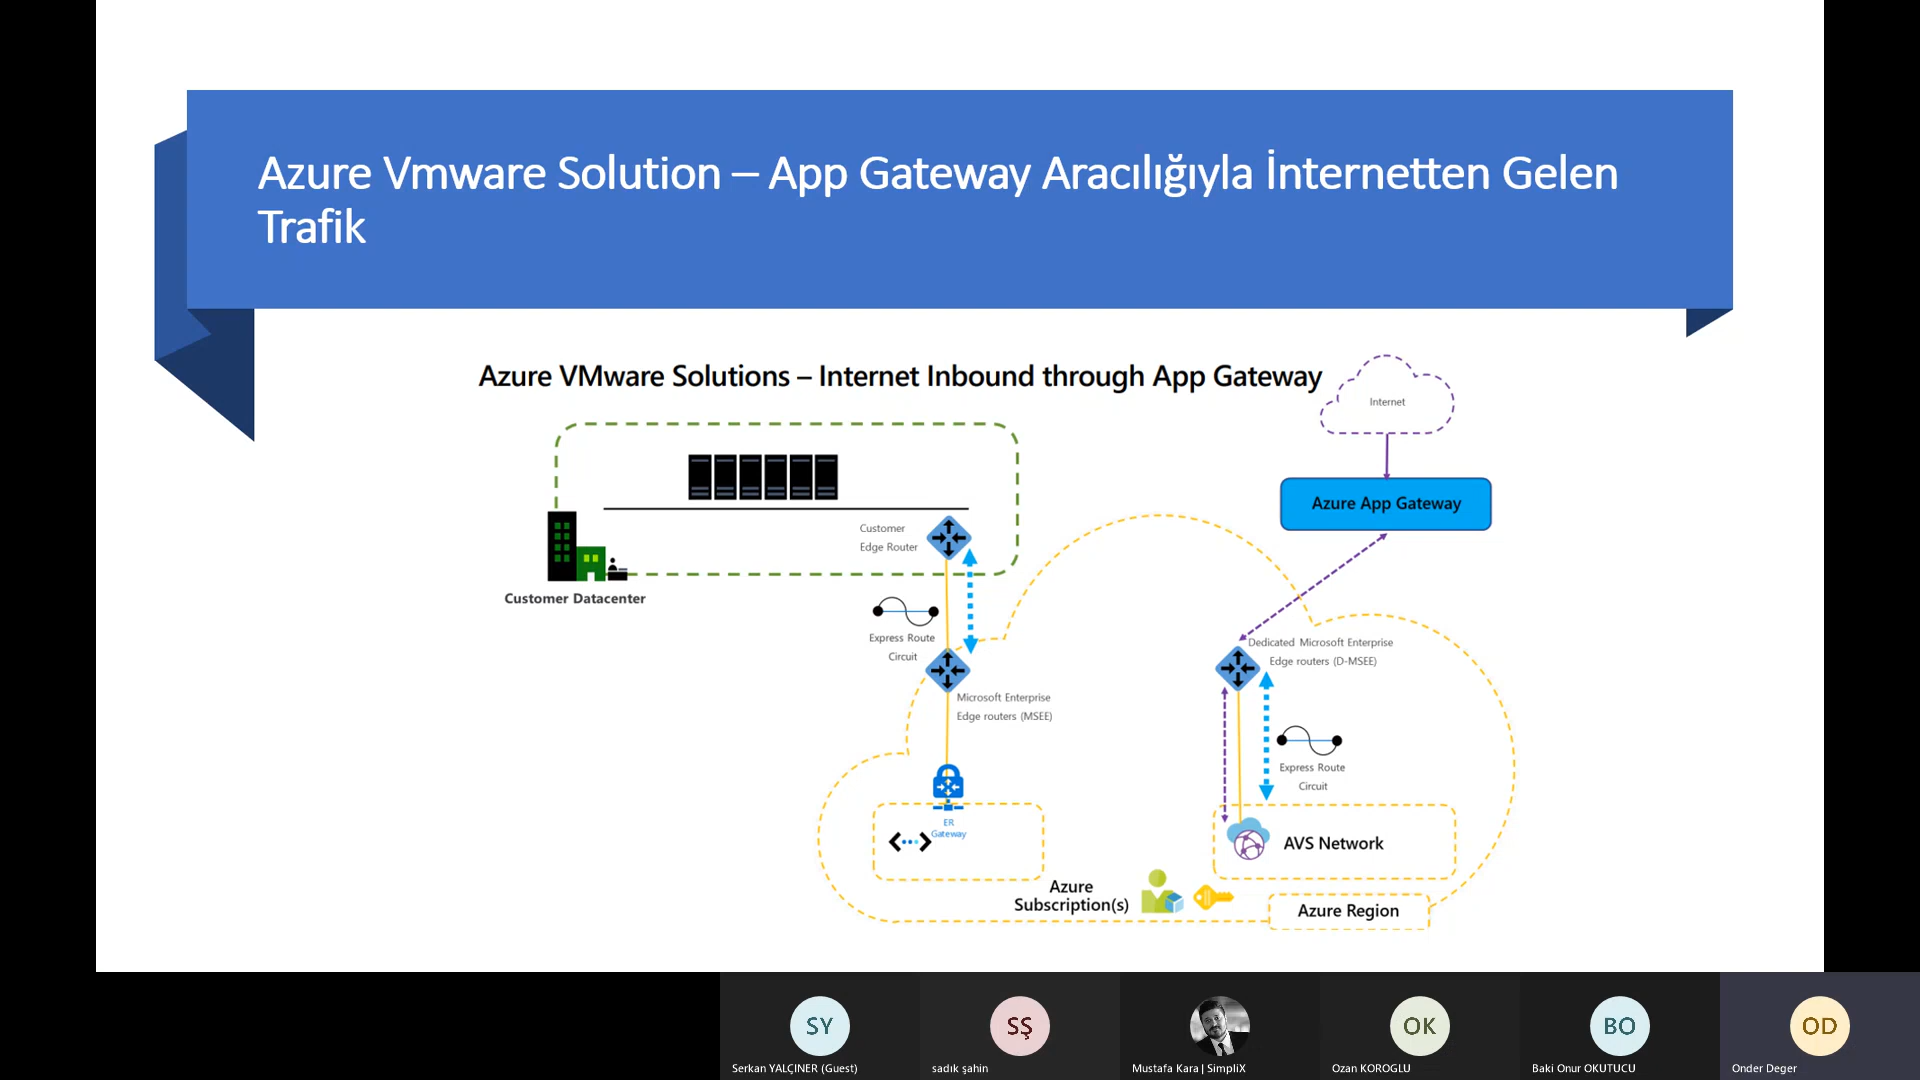 Azure Vmware Solution – App Gateway Aracılığıyla İnternetten Gelen
Trafik
Azure VMware Solutions – Internet Inbound through App Gateway
Internet
Azure App Gateway
Customer
Edge Router
Customer Datacenter
Express Route
Circuit
Microsoft Enterprise
Edge routers (MSEE)
Dedicated Microsoft Enterprise
Edge routers (D-MSEE)
Express Route
Circuit
ER
Gateway
AVS Network
Azure
Subscription(s)
Azure Region
SY
Serkan YALÇINER (Guest)
SŞ
sadık şahin
Mustafa Kara | SimpliX
OK
Ozan KOROGLU
BO
Baki Onur OKUTUCU
OD
Onder Deger